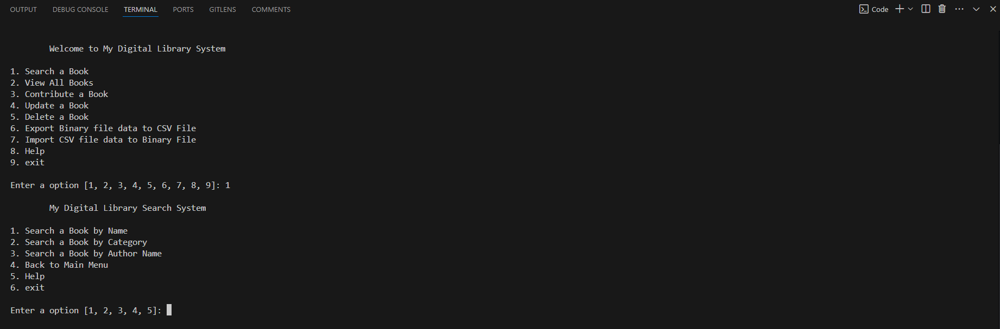 OUTPUT DEBUG CONSOLE TERMINAL PORTS GITLENS COMMENTS Code
Welcome to My Digital Library System
1. Search a Book
2. View All Books
3. Contribute a Book
4. Update a Book
5. Delete a Book
6. Export Binary file data to CSV File
7. Import CSV file data to Binary File
8. Help
9. exit
Enter a option [1, 2, 3, 4, 5, 6, 7, 8, 9]: 1
My Digital Library Search System
1. Search a Book by Name
2. Search a Book by Category
3. Search a Book by Author Name
4. Back to Main Menu
5. Help
6. exit
Enter a option [1, 2, 3, 4, 5]: